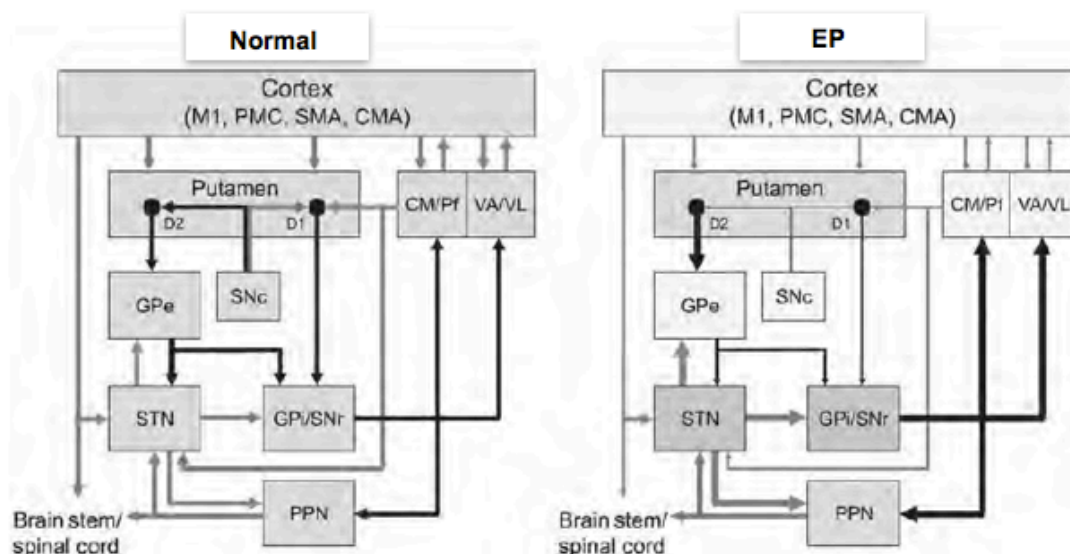 Normal
Cortex
(M1, PMC, SMA, CMA)
Putamen
D2
D1
CM/Pf
VA/VL
GPe
SNc
STN
GPi/SNr
PPN
Brain stem/
spinal cord
EP
Cortex
(M1, PMC, SMA, CMA)
Putamen
D2
D1
CM/Pf
VA/VL
GPe
SNc
STN
GPi/SNr
PPN
Brain stem/
spinal cord